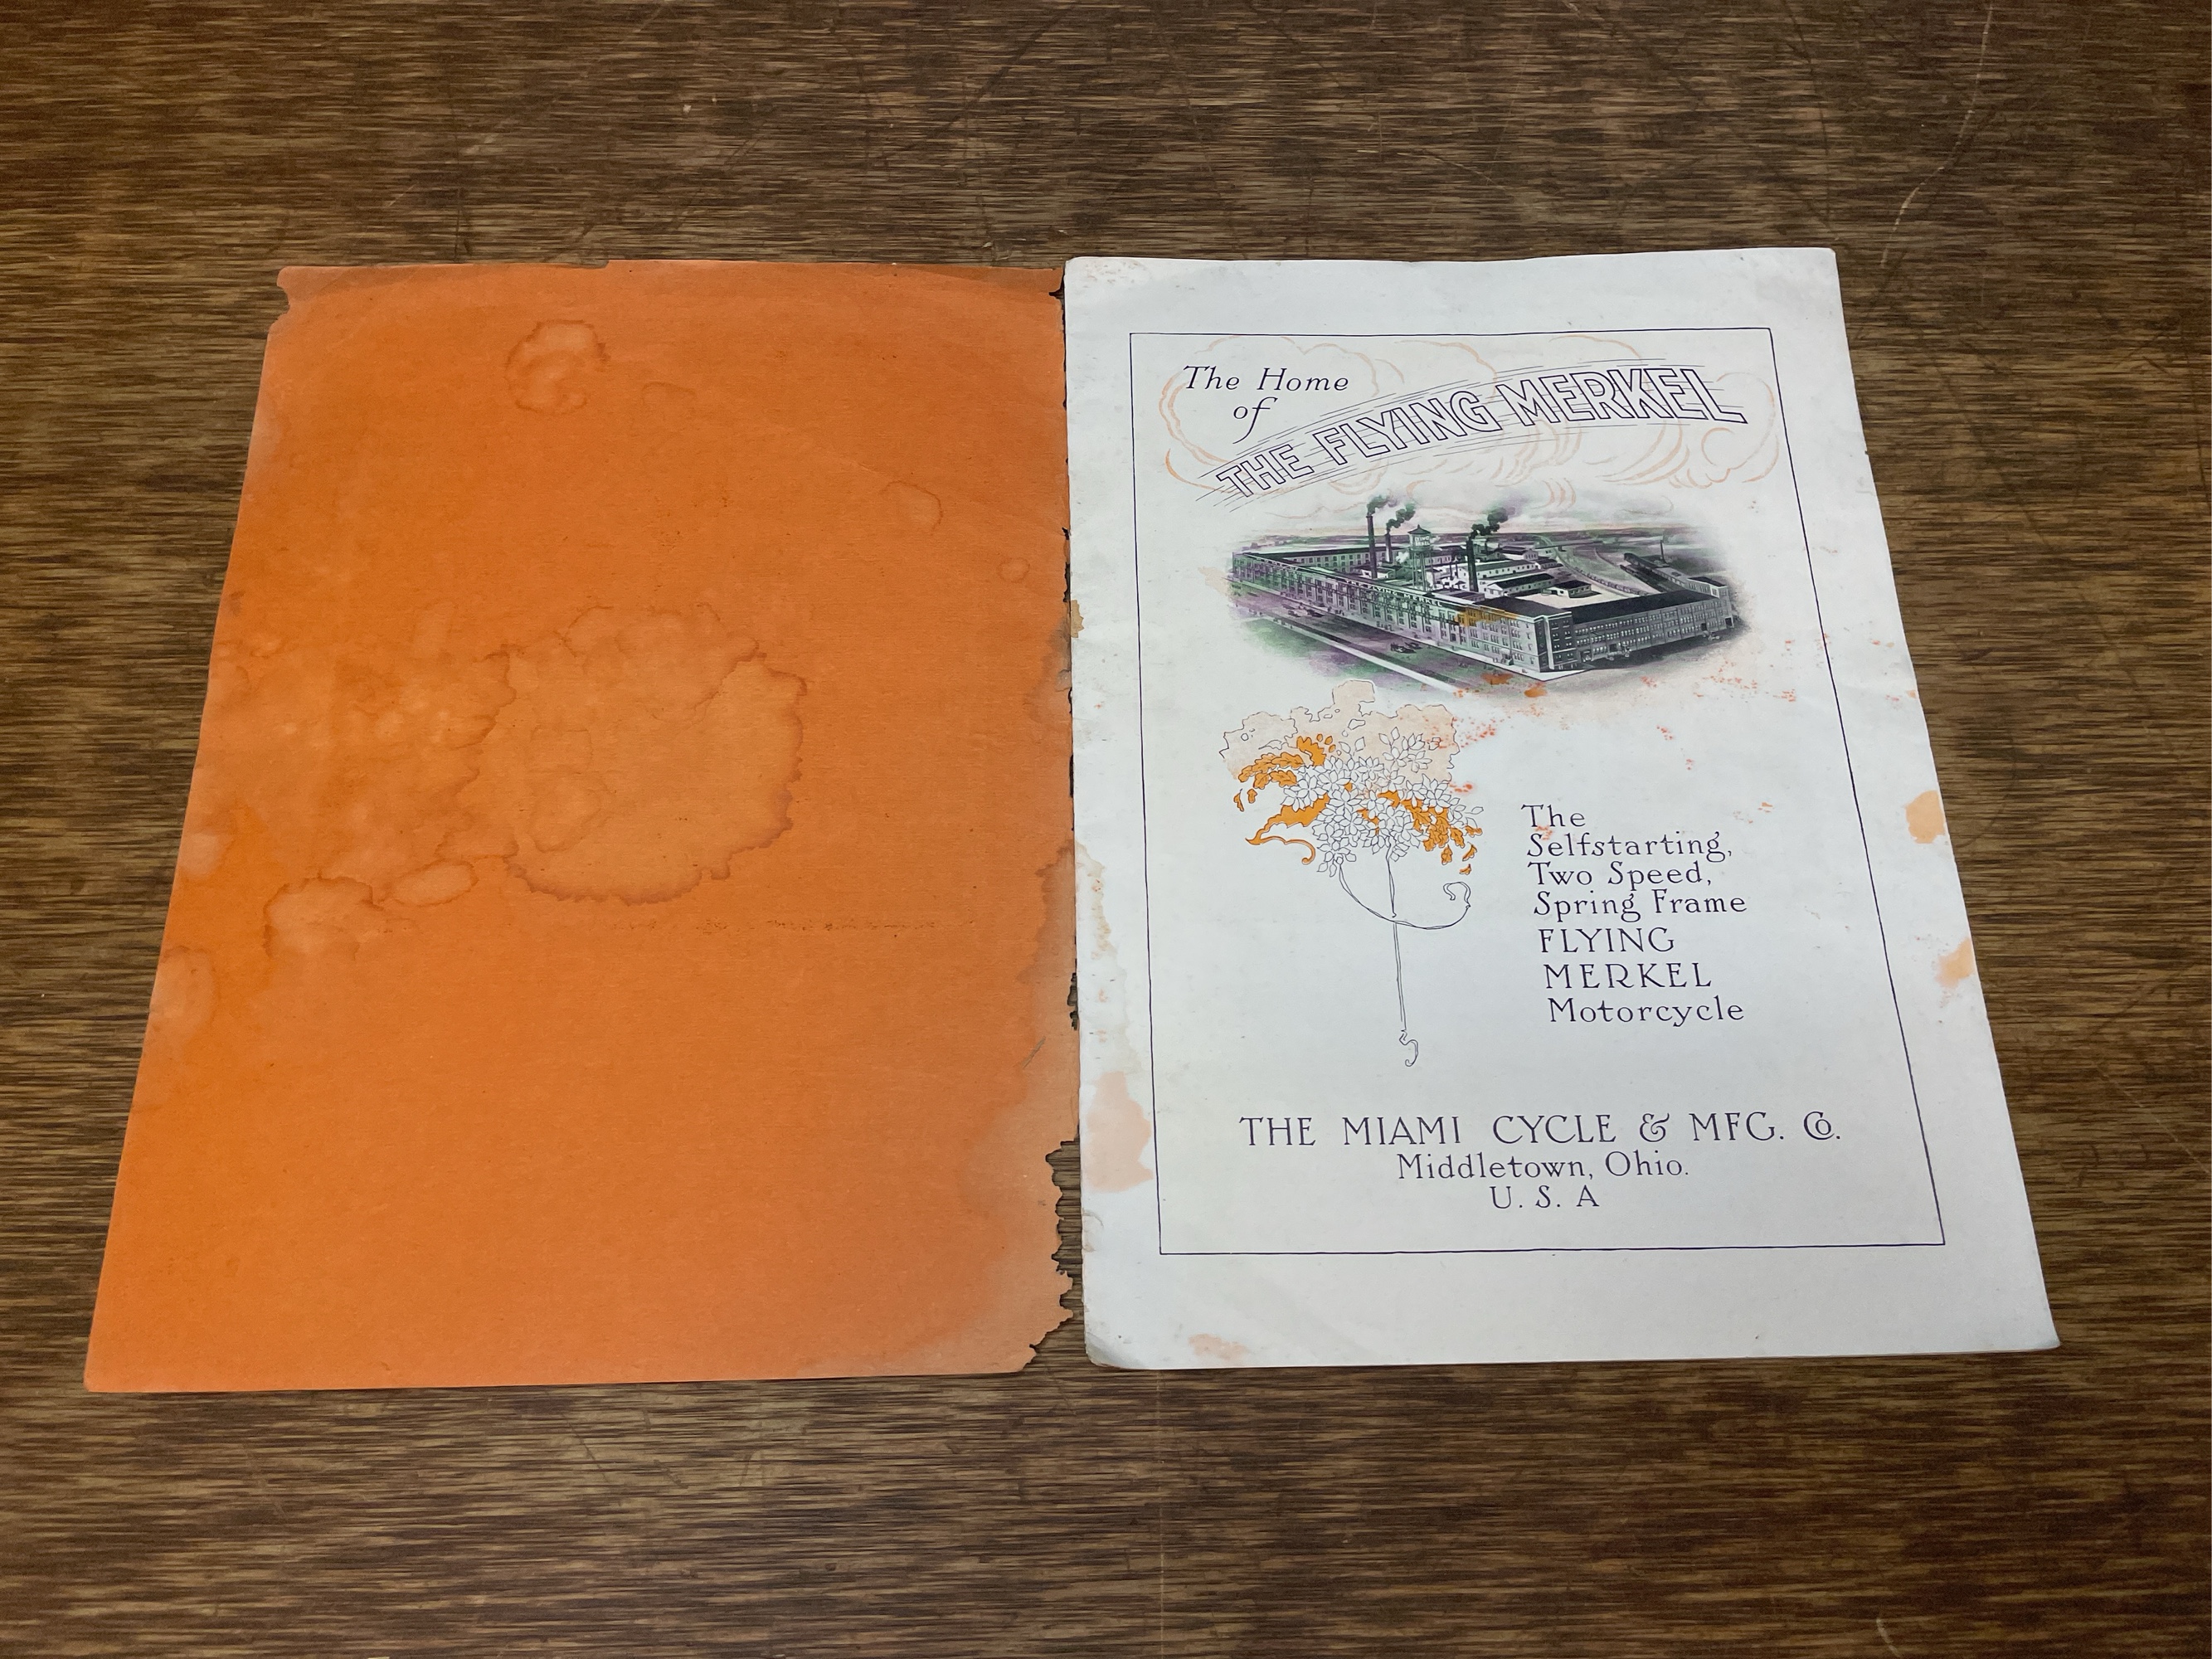 The Home
of
THE FLYING MERKEL
The
Selfstarting,
Two Speed,
Spring Frame
FLYING
MERKEL
Motorcycle
THE MIAMI CYCLE & MFG. Co.
Middletown, Ohio.
U. S. A